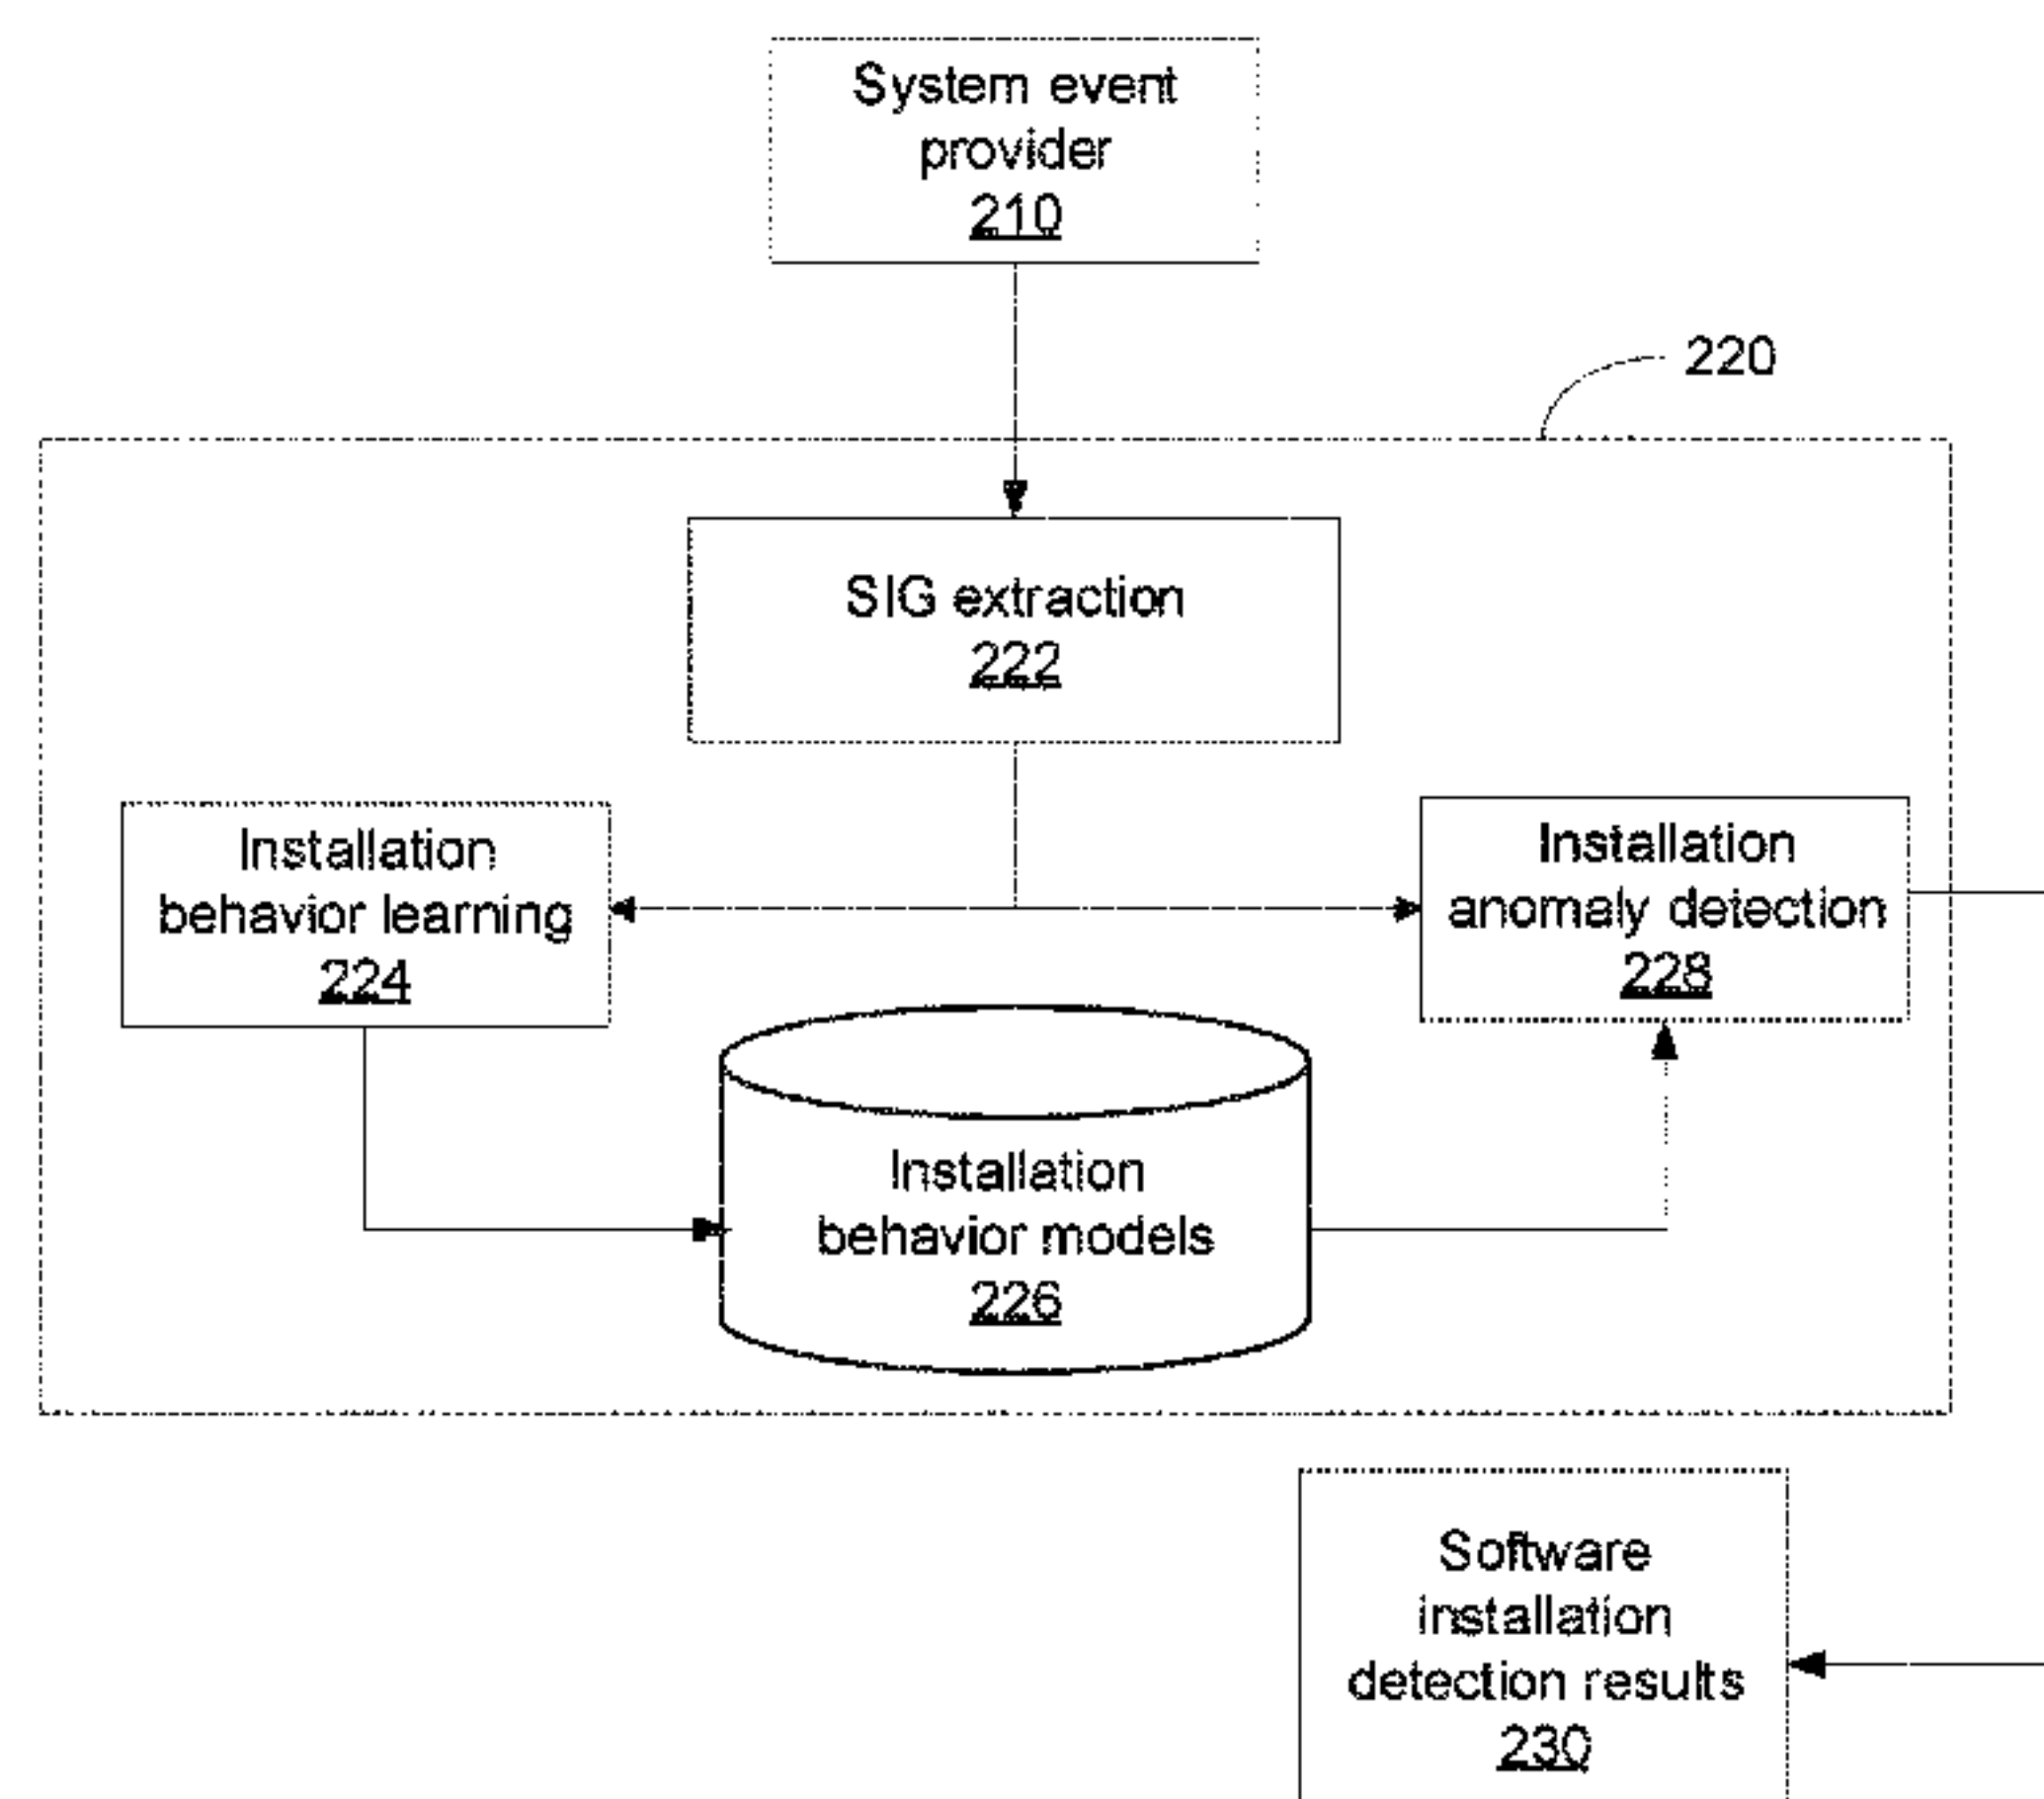 System event
provider
210
220
SIG extraction
222
Installation
behavior learning
224
Installation
anomaly detection
228
Installation
behavior models
226
Software
installation
detection results
230